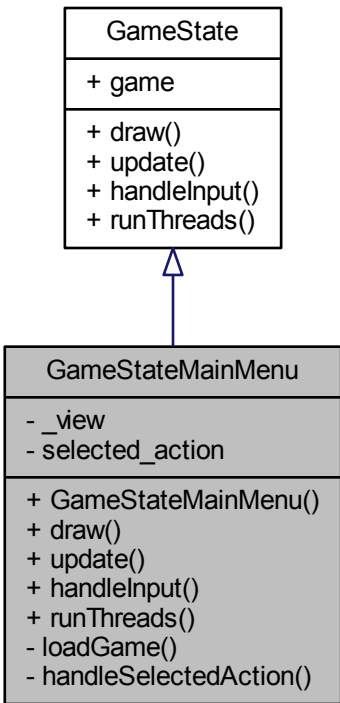 GameState
+ game
+ draw()
+ update()
+ handleInput()
+ runThreads()
GameStateMainMenu
- _view
- selected_action
+ GameStateMainMenu()
+ draw()
+ update()
+ handleInput()
+ runThreads()
- loadGame()
- handleSelectedAction()